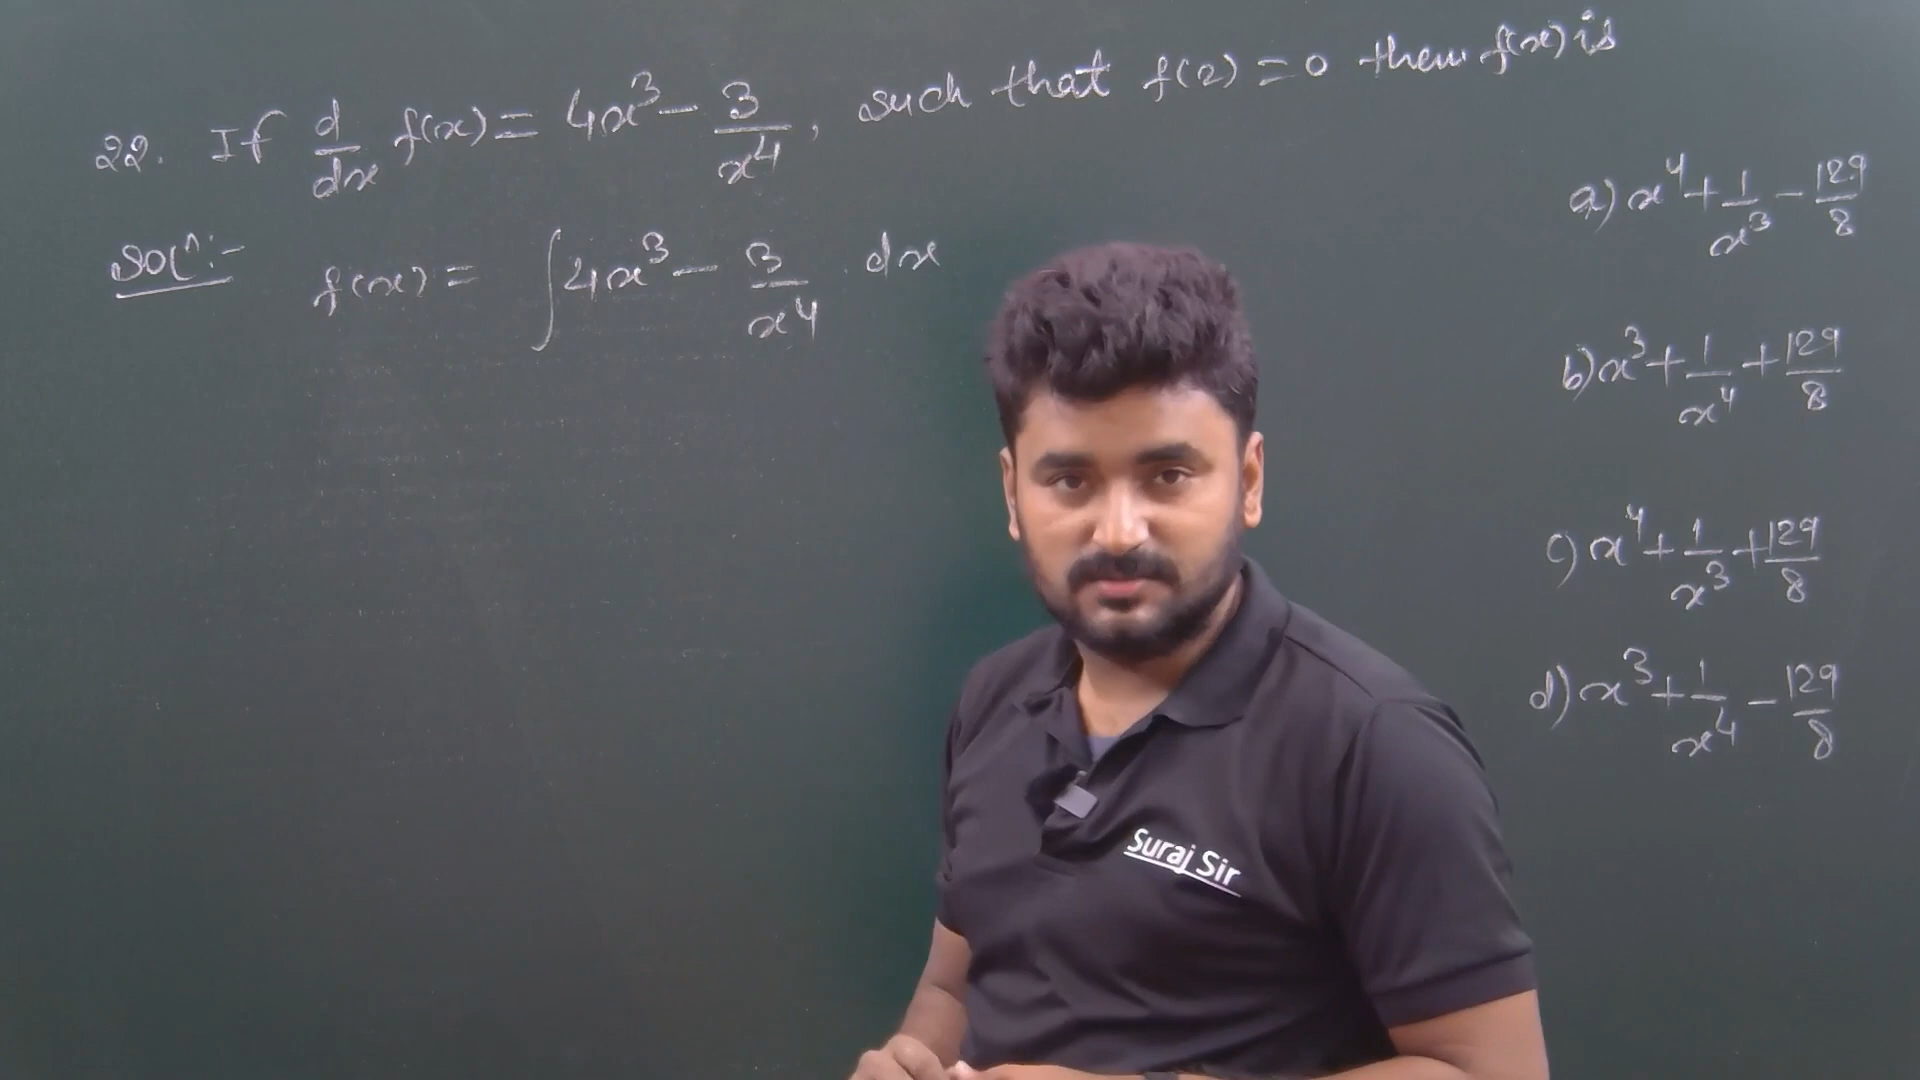 22. If d/dx f(x) = 4x³ - 3/x⁴, such that f(2) = 0 then f(x) is
a) x⁴ + 1/x³ - 129/8
Solⁿ:- f(x) = ∫ 4x³ - 3/x⁴ . dx
b) x³ + 1/x⁴ + 129/8
c) x⁴ + 1/x³ + 129/8
d) x³ + 1/x⁴ - 129/8
Suraj Sir